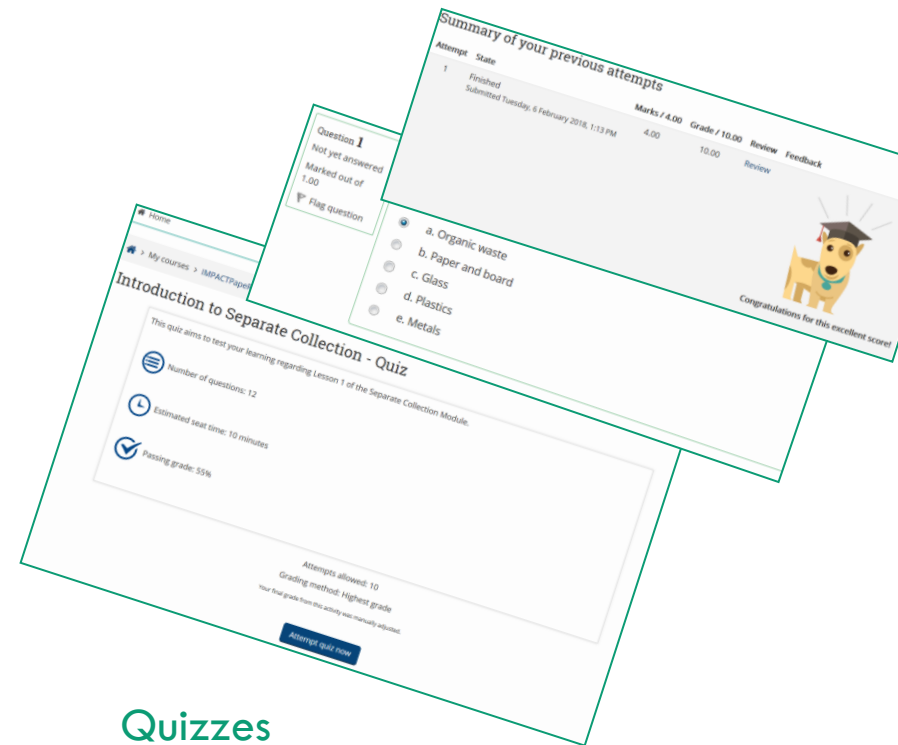 Summary of your previous attempts
Attempt State Marks / 4.00 Grade / 10.00 Review Feedback
1 Finished 4.00 10.00 Review
Submitted Tuesday, 6 February 2018, 1:13 PM
Congratulations for this excellent score!
Question 1
Not yet answered
Marked out of
1.00
Flag question
a. Organic waste
b. Paper and board
c. Glass
d. Plastics
e. Metals
Home
> My courses >
Introduction to Separate Collection - Quiz
This quiz aims to test your learning regarding Lesson 1 of the Separate Collection Module.
Number of questions: 12
Estimated seat time: 10 minutes
Passing grade: 55%
Attempts allowed: 10
Grading method: Highest grade
Your final grade from this activity was manually adjusted.
Attempt quiz now
Quizzes